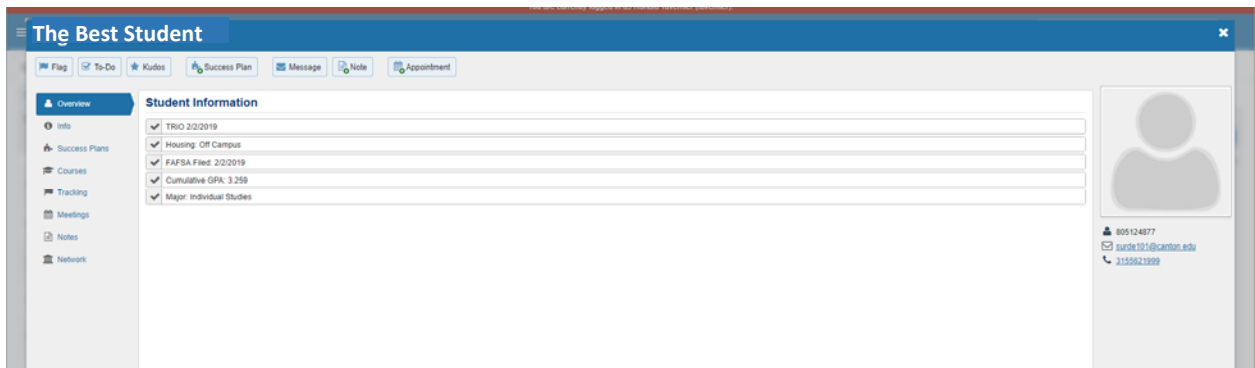 The Best Student
Flag To-Do Kudos Success Plan Message Note Appointment
Overview
Info
Success Plans
Courses
Tracking
Meetings
Notes
Network
Student Information
TRiO 2/2/2019
Housing: Off Campus
FAFSA Filed: 2/2/2019
Cumulative GPA: 3.259
Major: Individual Studies
805124877
surde101@canton.edu
3155621999